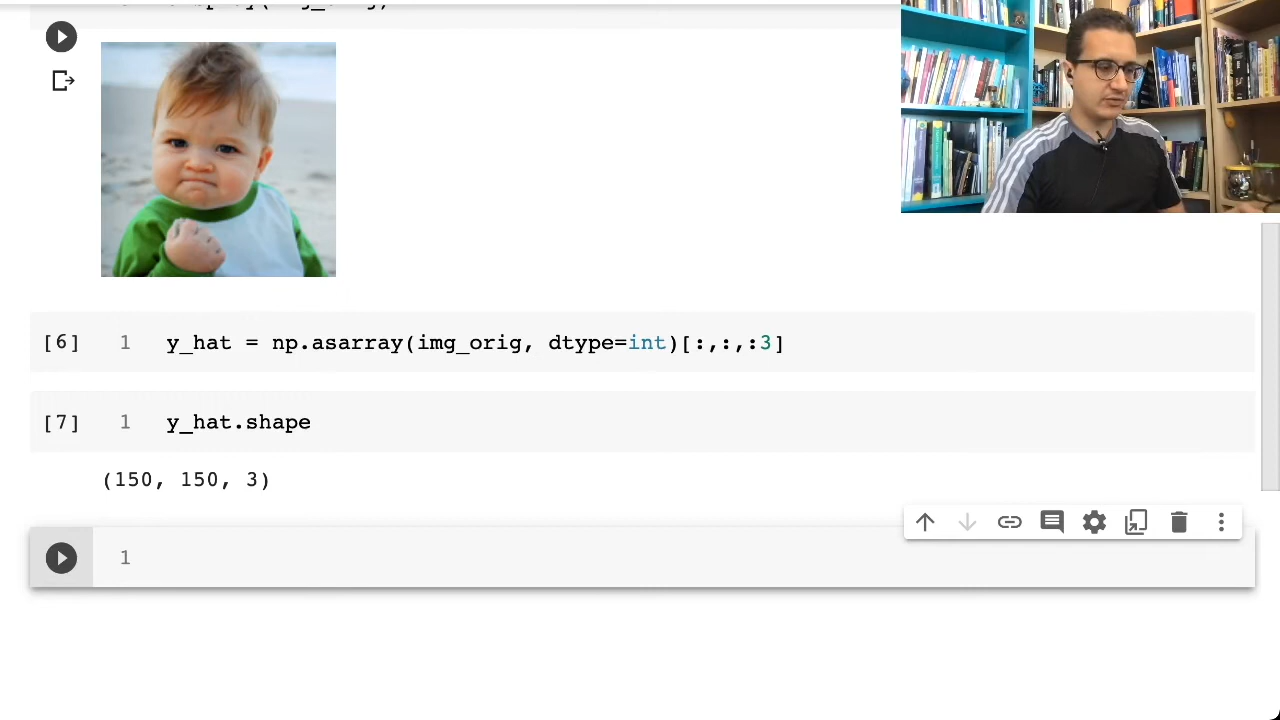 [6] 1 y_hat = np.asarray(img_orig, dtype=int)[:,:,:3]
[7] 1 y_hat.shape
(150, 150, 3)
1